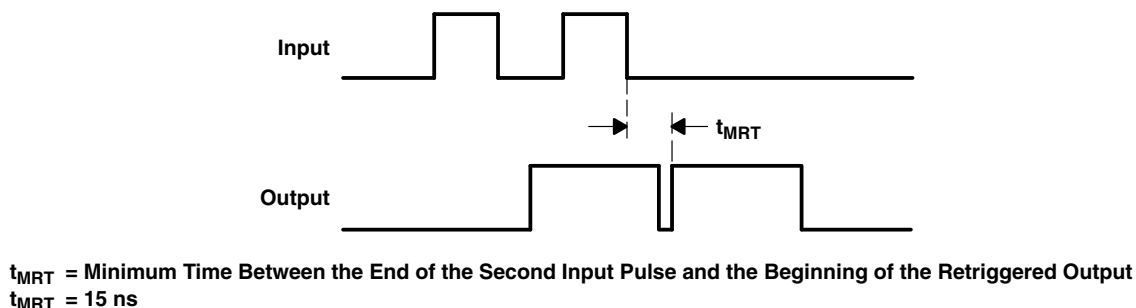 Input
tMRT
Output
tMRT = Minimum Time Between the End of the Second Input Pulse and the Beginning of the Retriggered Output
tMRT = 15 ns